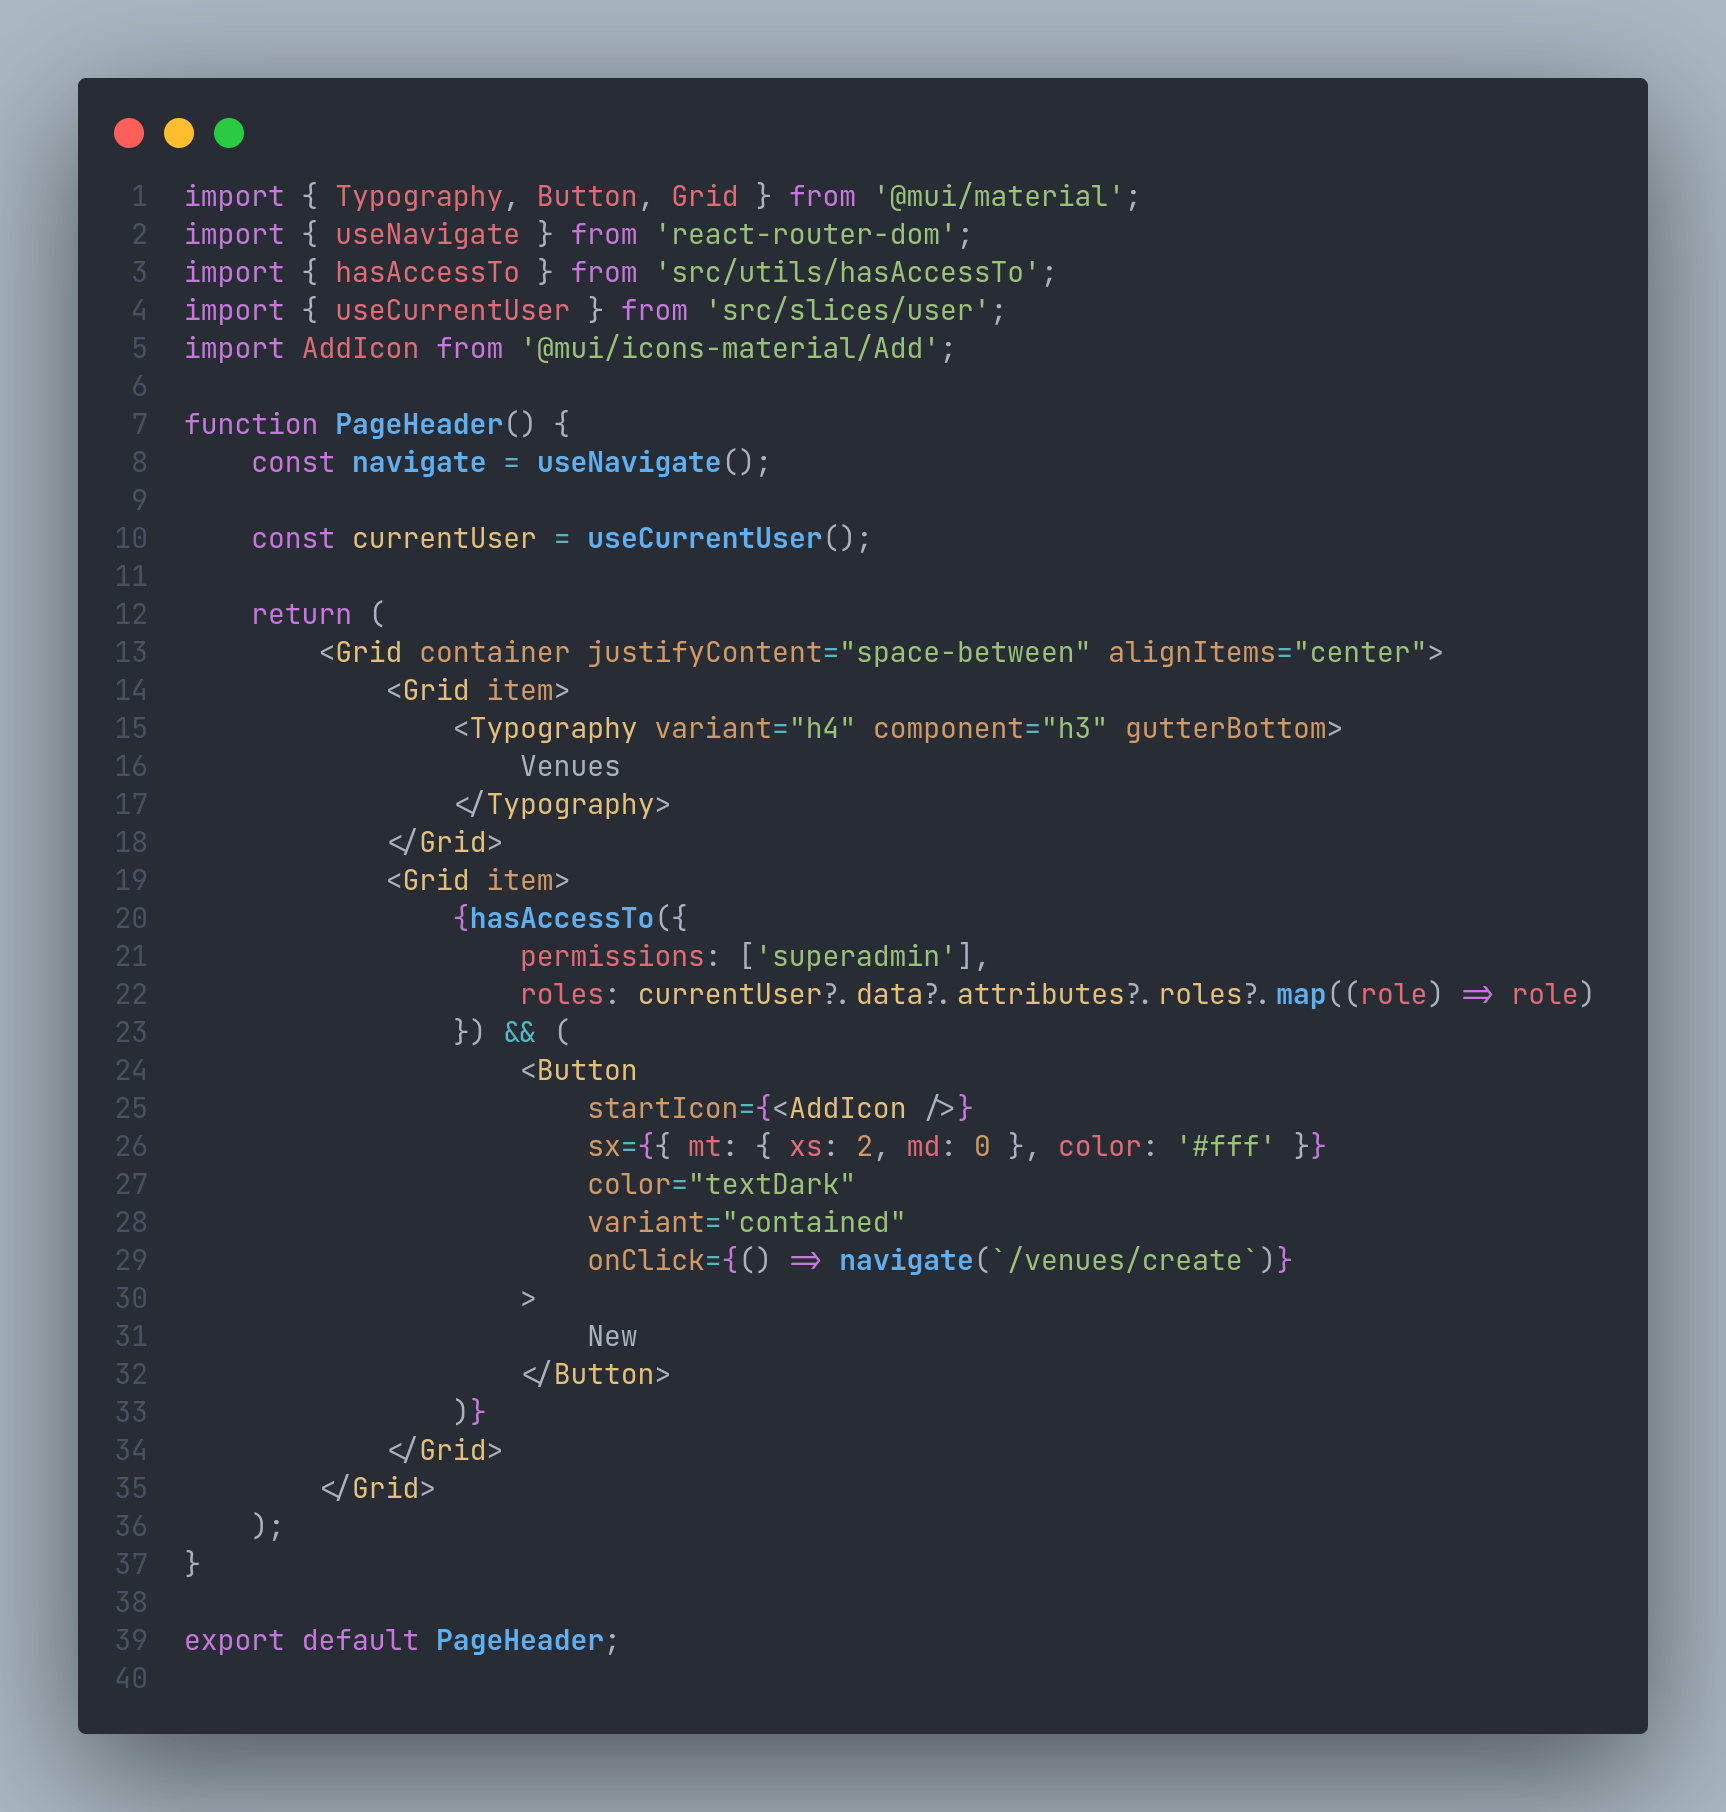 1 import { Typography, Button, Grid } from '@mui/material';
2 import { useNavigate } from 'react-router-dom';
3 import { hasAccessTo } from 'src/utils/hasAccessTo';
4 import { useCurrentUser } from 'src/slices/user';
5 import AddIcon from '@mui/icons-material/Add';
6
7 function PageHeader() {
8     const navigate = useNavigate();
9
10     const currentUser = useCurrentUser();
11
12     return (
13         <Grid container justifyContent="space-between" alignItems="center">
14             <Grid item>
15                 <Typography variant="h4" component="h3" gutterBottom>
16                     Venues
17                 </Typography>
18             </Grid>
19             <Grid item>
20                 {hasAccessTo({
21                     permissions: ['superadmin'],
22                     roles: currentUser?.data?.attributes?.roles?.map((role) => role)
23                 }) && (
24                     <Button
25                         startIcon={<AddIcon />}
26                         sx={{ mt: { xs: 2, md: 0 }, color: '#fff' }}
27                         color="textDark"
28                         variant="contained"
29                         onClick={() => navigate(`/venues/create`)}
30                     >
31                         New
32                     </Button>
33                 )}
34             </Grid>
35         </Grid>
36     );
37 }
38
39 export default PageHeader;
40